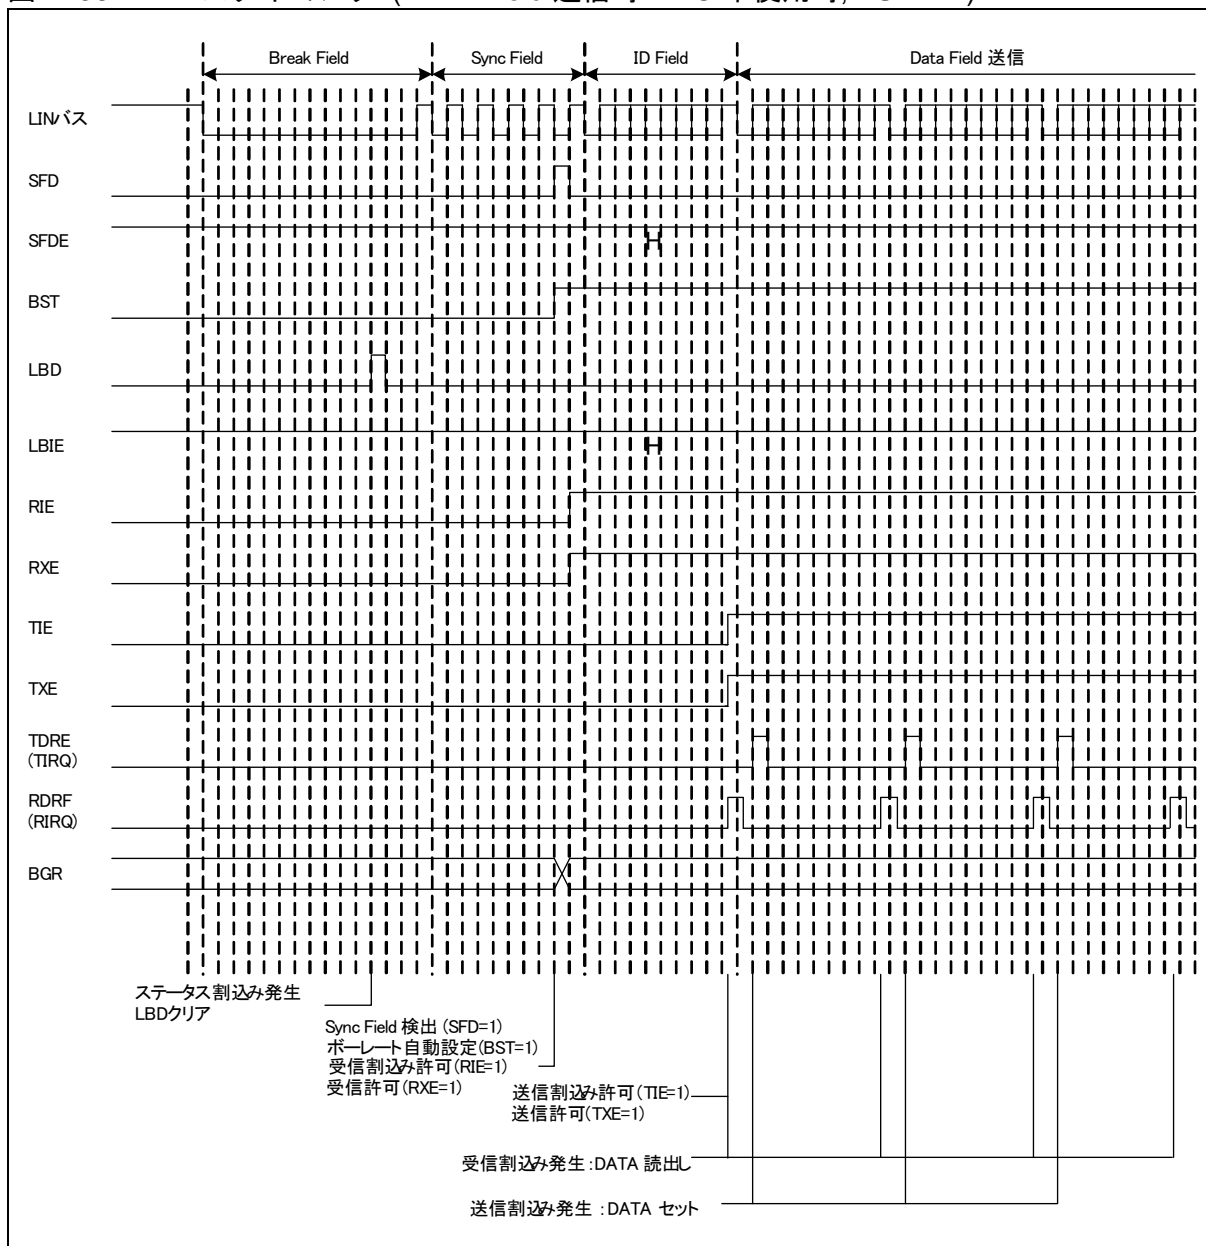 Break Field
Sync Field
ID Field
Data Field 送信
LINバス
SFD
SFDE
BST
LBD
LBIE
RIE
RXE
TIE
TXE
TDRE
(TIRQ)
RDRF
(RIRQ)
BGR
ステータス割込み発生
LBDクリア
Sync Field 検出 (SFD=1)
ボーレート自動設定(BST=1)
受信割込み許可(RIE=1)
受信許可(RXE=1)
送信割込み許可(TIE=1)
送信許可(TXE=1)
受信割込み発生:DATA 読出し
送信割込み発生 :DATA セット